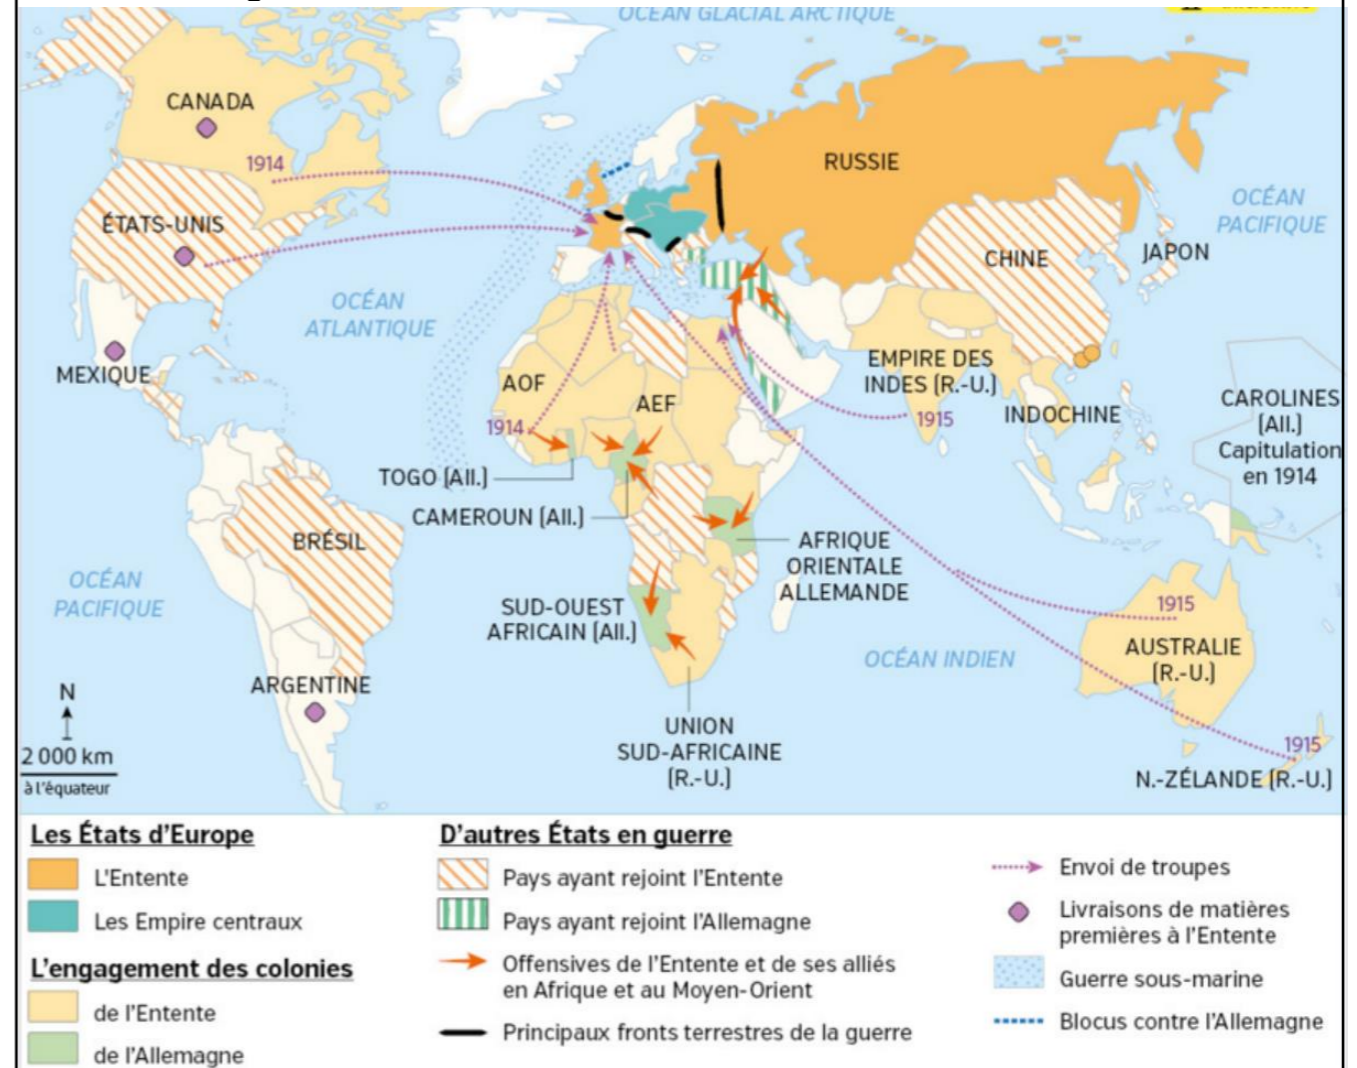 OCÉAN GLACIAL ARCTIQUE
CANADA
1914
RUSSIE
OCÉAN
PACIFIQUE
ÉTATS-UNIS
CHINE
JAPON
OCÉAN
ATLANTIQUE
MEXIQUE
AOF
AEF
1914
EMPIRE DES
INDES (R.-U.)
1915
INDOCHINE
CAROLINES
(All.)
Capitulation
en 1914
TOGO (All.)
CAMEROUN (All.)
BRÉSIL
AFRIQUE
ORIENTALE
ALLEMANDE
OCÉAN
PACIFIQUE
SUD-OUEST
AFRICAIN (All.)
1915
AUSTRALIE
(R.-U.)
OCÉAN INDIEN
ARGENTINE
N
UNION
SUD-AFRICAINE
(R.-U.)
1915
N.-ZÉLANDE (R.-U.)
2 000 km
à l'équateur
Les États d'Europe
L'Entente
Les Empire centraux
L'engagement des colonies
de l'Entente
de l'Allemagne
D'autres États en guerre
Pays ayant rejoint l'Entente
Pays ayant rejoint l'Allemagne
Offensives de l'Entente et de ses alliés
en Afrique et au Moyen-Orient
Principaux fronts terrestres de la guerre
Envoi de troupes
Livraisons de matières
premières à l'Entente
Guerre sous-marine
Blocus contre l'Allemagne